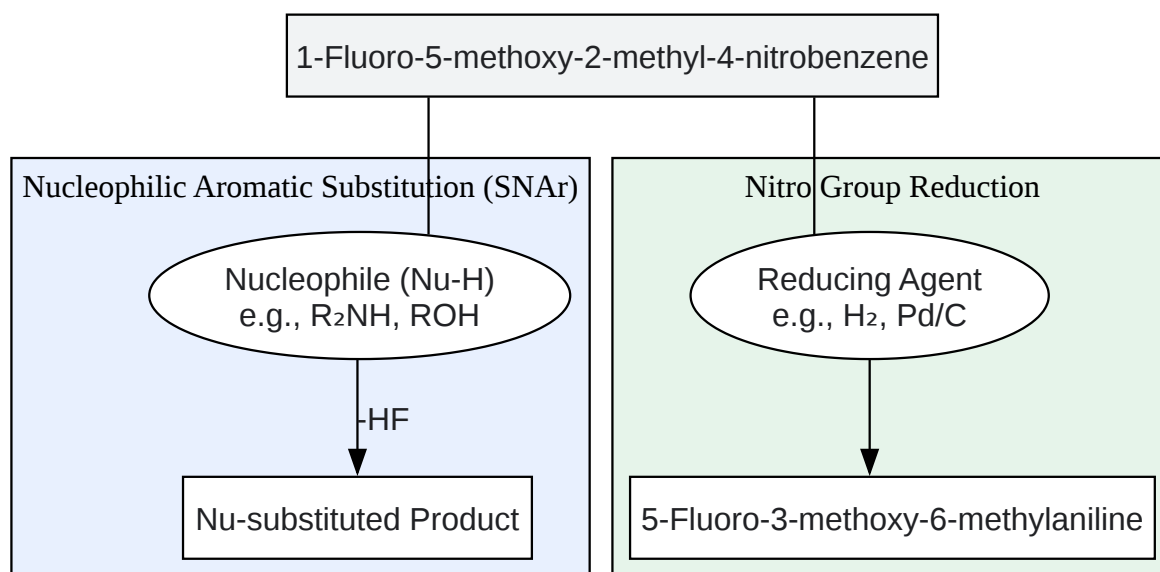 1-Fluoro-5-methoxy-2-methyl-4-nitrobenzene
Nucleophilic Aromatic Substitution (SNAr)
Nucleophile (Nu-H)
e.g., R₂NH, ROH
-HF
Nu-substituted Product
Nitro Group Reduction
Reducing Agent
e.g., H₂, Pd/C
5-Fluoro-3-methoxy-6-methylaniline